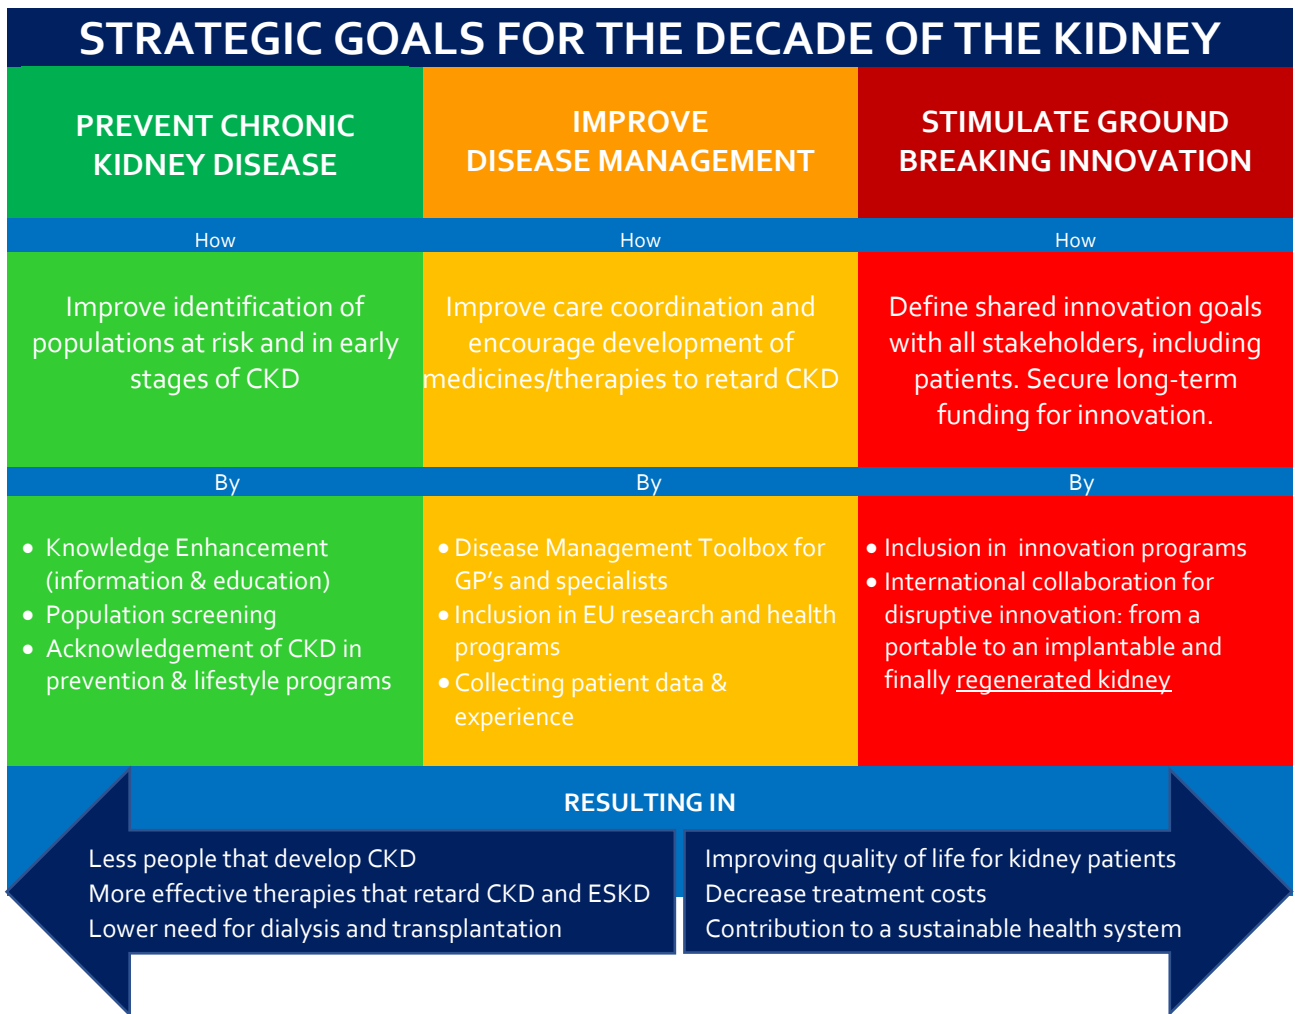 STRATEGIC GOALS FOR THE DECADE OF THE KIDNEY
PREVENT CHRONIC
KIDNEY DISEASE
IMPROVE
DISEASE MANAGEMENT
STIMULATE GROUND
BREAKING INNOVATION
How
How
How
Improve identification of
populations at risk and in early
stages of CKD
Improve care coordination and
encourage development of
medicines/therapies to retard CKD
Define shared innovation goals
with all stakeholders, including
patients. Secure long-term
funding for innovation.
By
By
By
• Knowledge Enhancement
(information & education)
• Population screening
• Acknowledgement of CKD in
prevention & lifestyle programs
• Disease Management Toolbox for
GP's and specialists
• Inclusion in EU research and health
programs
• Collecting patient data &
experience
• Inclusion in innovation programs
• International collaboration for
disruptive innovation: from a
portable to an implantable and
finally regenerated kidney
RESULTING IN
Less people that develop CKD
More effective therapies that retard CKD and ESKD
Lower need for dialysis and transplantation
Improving quality of life for kidney patients
Decrease treatment costs
Contribution to a sustainable health system